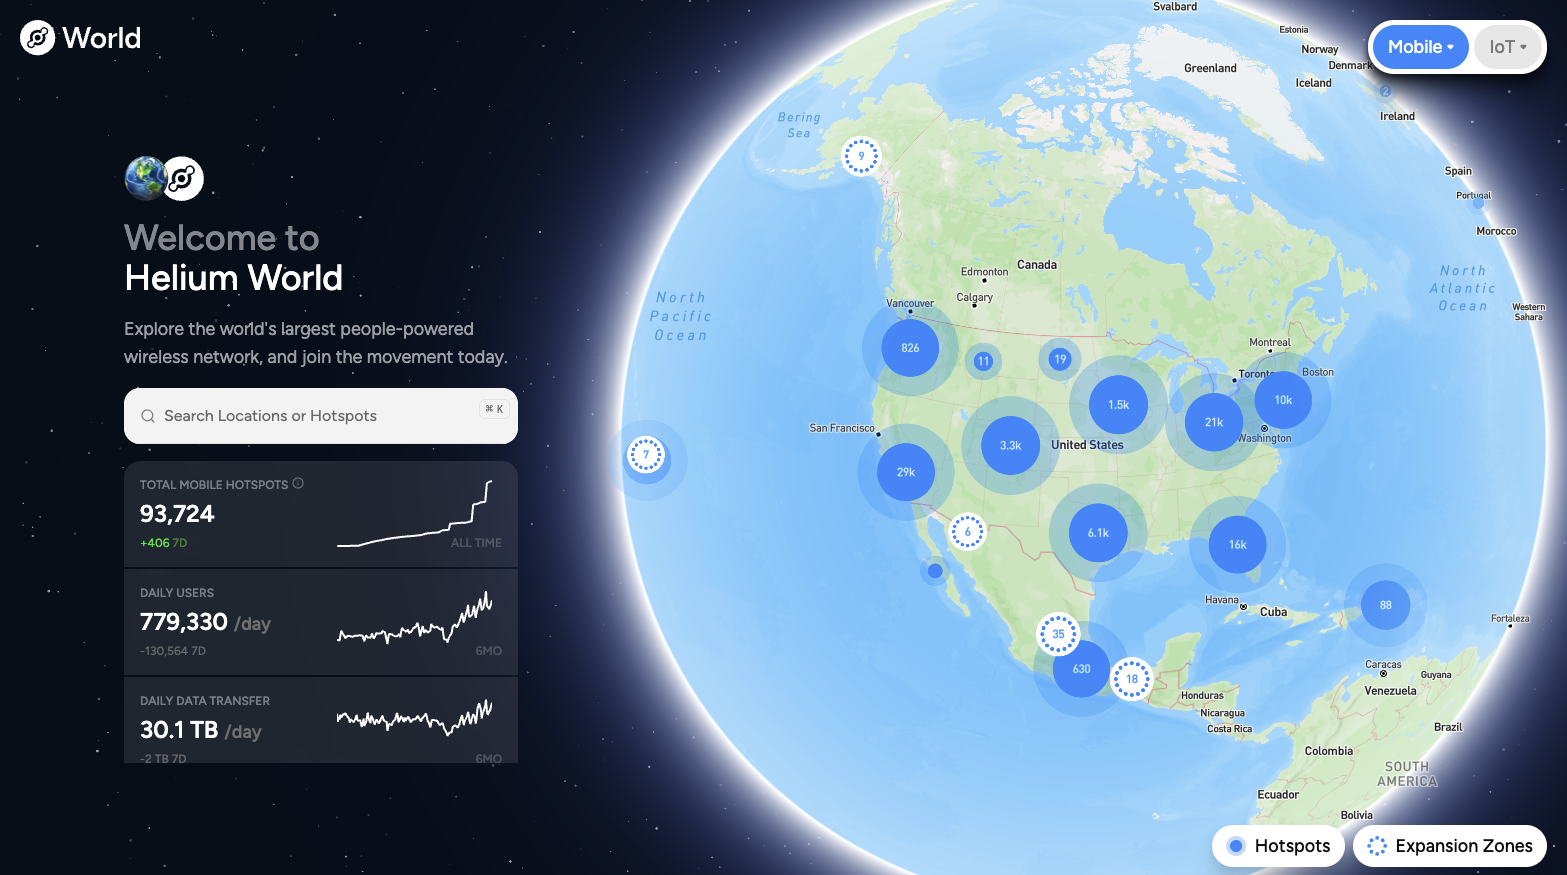 World
Mobile
IoT
Welcome to
Helium World
Explore the world's largest people-powered
wireless network, and join the movement today.
Search Locations or Hotspots
⌘ K
TOTAL MOBILE HOTSPOTS
93,724
+406 7D
ALL TIME
DAILY USERS
779,330 /day
-130,564 7D
6MO
DAILY DATA TRANSFER
30.1 TB /day
-2 TB 7D
6MO
Svalbard
Estonia
Norway
Denmark
Greenland
Iceland
2
Ireland
Bering
Sea
9
Spain
Portugal
Morocco
Canada
Edmonton
Calgary
North
Atlantic
Ocean
North
Pacific
Ocean
Vancouver
Western
Sahara
826
11
19
Montreal
Toronto
Boston
1.5k
10k
21k
San Francisco
3.3k
United States
Washington
7
29k
6
6.1k
16k
Havana
Cuba
88
Fortaleza
35
630
18
Caracas
Guyana
Venezuela
Honduras
Nicaragua
Costa Rica
Brazil
Colombia
SOUTH
AMERICA
Ecuador
Bolivia
Hotspots
Expansion Zones